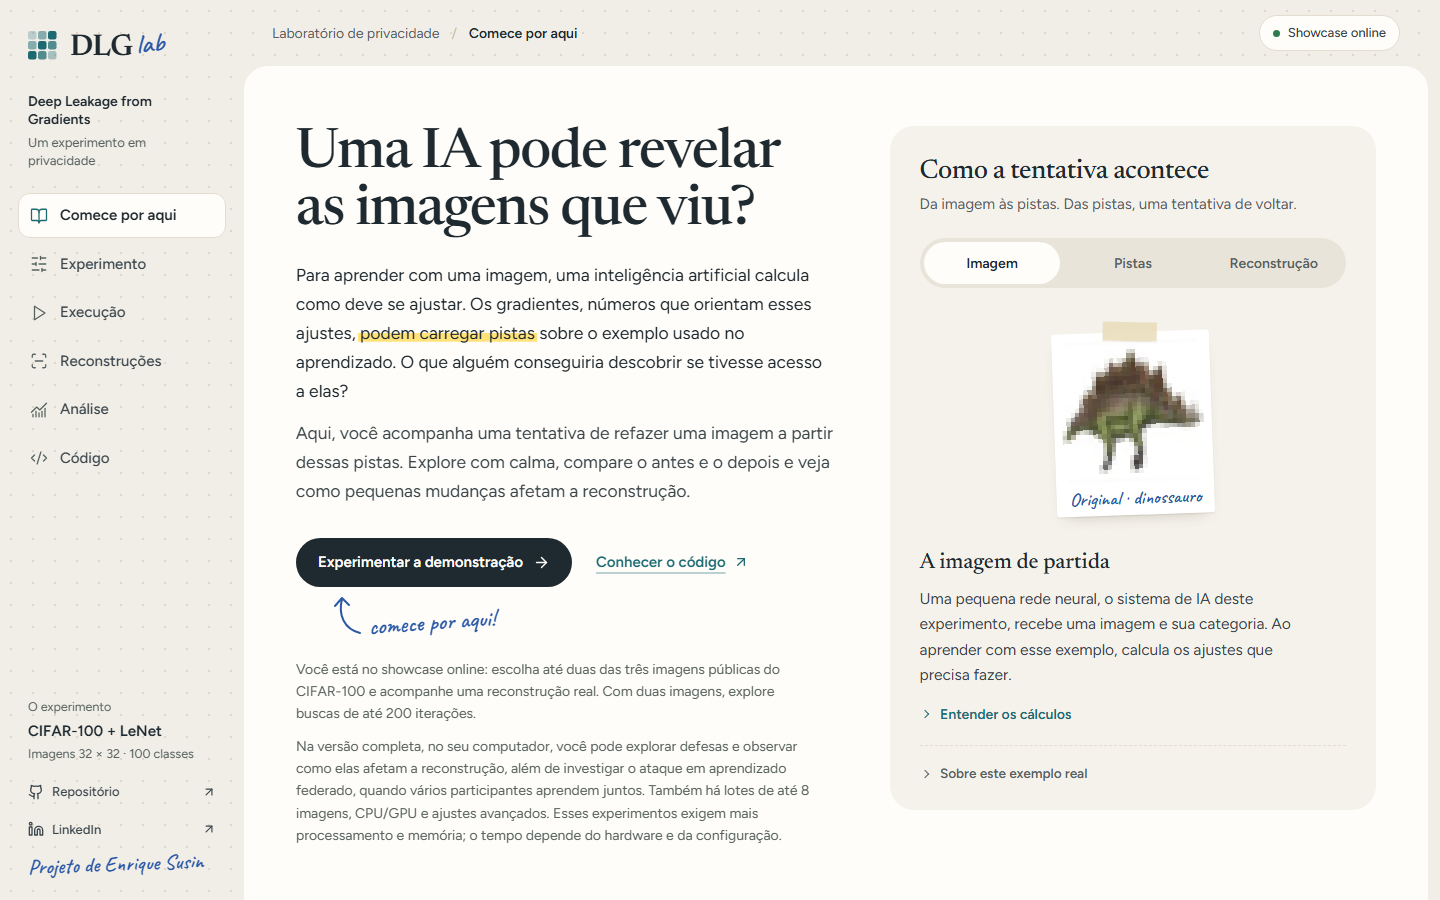 DLG lab
Deep Leakage from
Gradients
Um experimento em
privacidade
Comece por aqui
Experimento
Execução
Reconstruções
Análise
Código
O experimento
CIFAR-100 + LeNet
Imagens 32 × 32 · 100 classes
Repositório
LinkedIn
Projeto de Enrique Susin
Laboratório de privacidade / Comece por aqui
Showcase online
Uma IA pode revelar
as imagens que viu?
Para aprender com uma imagem, uma inteligência artificial calcula
como deve se ajustar. Os gradientes, números que orientam esses
ajustes, podem carregar pistas sobre o exemplo usado no
aprendizado. O que alguém conseguiria descobrir se tivesse acesso
a elas?
Aqui, você acompanha uma tentativa de refazer uma imagem a partir
dessas pistas. Explore com calma, compare o antes e o depois e veja
como pequenas mudanças afetam a reconstrução.
Experimentar a demonstração
Conhecer o código
comece por aqui!
Você está no showcase online: escolha até duas das três imagens públicas do
CIFAR-100 e acompanhe uma reconstrução real. Com duas imagens, explore
buscas de até 200 iterações.
Na versão completa, no seu computador, você pode explorar defesas e observar
como elas afetam a reconstrução, além de investigar o ataque em aprendizado
federado, quando vários participantes aprendem juntos. Também há lotes de até 8
imagens, CPU/GPU e ajustes avançados. Esses experimentos exigem mais
processamento e memória; o tempo depende do hardware e da configuração.
Como a tentativa acontece
Da imagem às pistas. Das pistas, uma tentativa de voltar.
Imagem
Pistas
Reconstrução
Original · dinossauro
A imagem de partida
Uma pequena rede neural, o sistema de IA deste
experimento, recebe uma imagem e sua categoria. Ao
aprender com esse exemplo, calcula os ajustes que
precisa fazer.
Entender os cálculos
Sobre este exemplo real